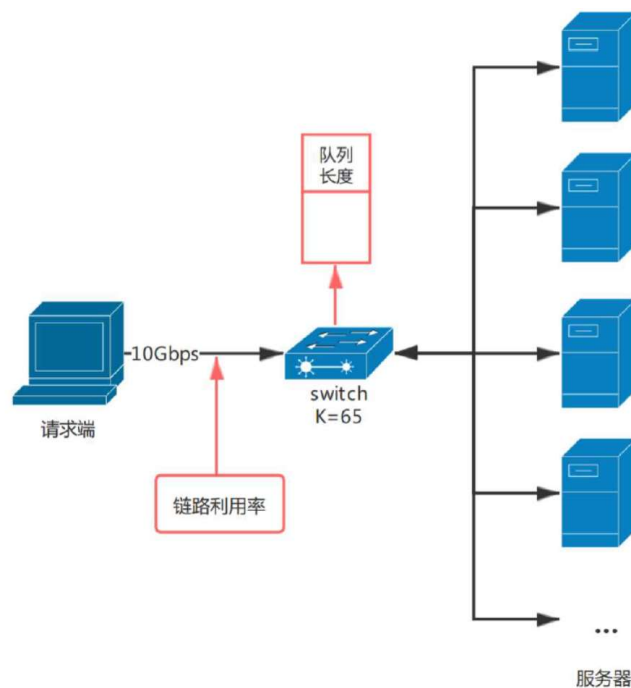 队列
长度
10Gbps
switch
K=65
请求端
链路利用率
...
服务器